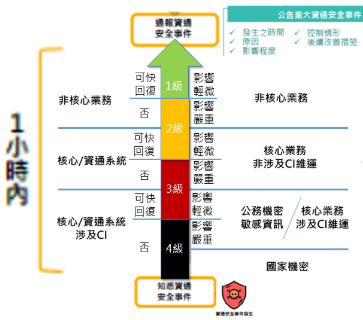 通報資通
安全事件
公告重大資通安全事件
✓ 發生之時間 ✓ 控制情形
✓ 原因 ✓ 後續改善措施
✓ 影響程度
1小時內
可快
回復
1級
影響
輕微
非核心業務
否
影響
嚴重
非核心業務
2級
可快
回復
影響
輕微
核心/資通系統
否
影響
嚴重
核心業務
非涉及CI維運
3級
可快
回復
影響
輕微
核心/資通系統
涉及CI
公務機密
敏感資訊
核心業務
涉及CI維運
影響
嚴重
否
4級
國家機密
知悉資通
安全事件
資通安全事件發生